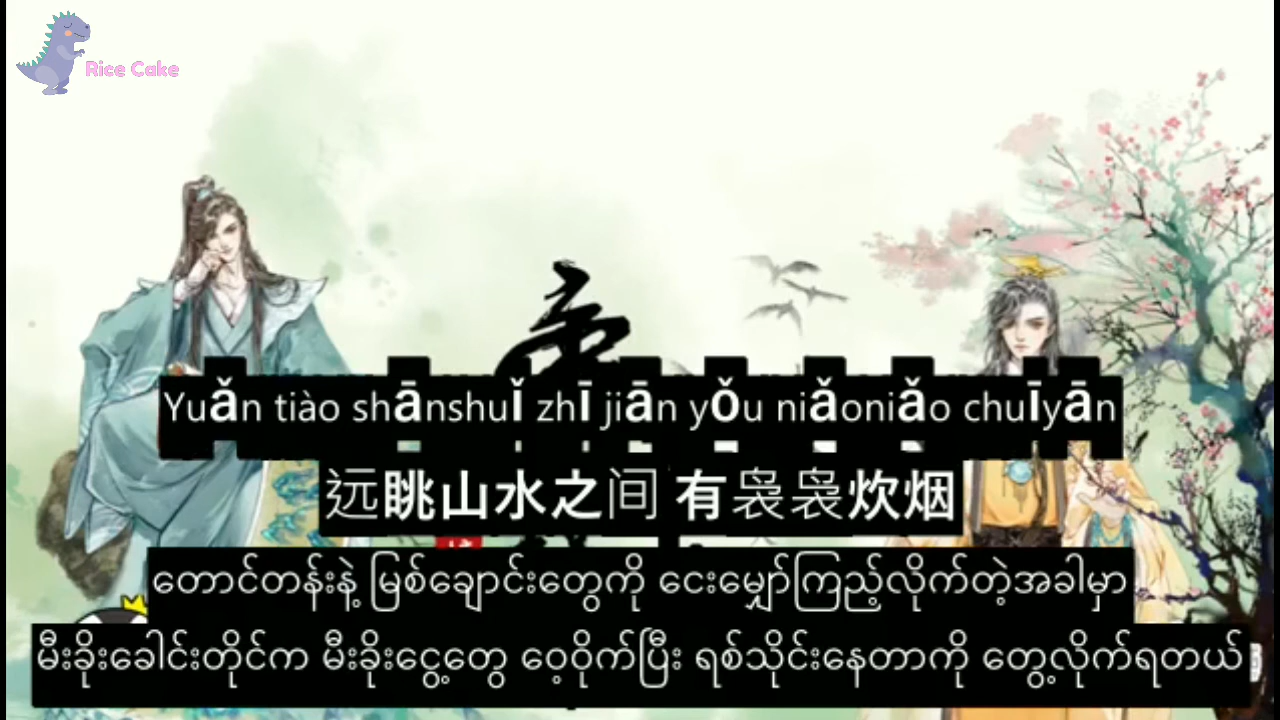 Rice Cake
Yuǎn tiào shānshuǐ zhī jiān yǒu niǎoniǎo chuīyān
远眺山水之间 有袅袅炊烟
တောင်တန်းနဲ့ မြစ်ချောင်းတွေကို ငေးမျှော်ကြည့်လိုက်တဲ့အခါမှာ
မီးခိုးခေါင်းတိုင်က မီးခိုးငွေ့တွေ ဝေ့ဝိုက်ပြီး ရစ်သိုင်းနေတာကို တွေ့လိုက်ရတယ်